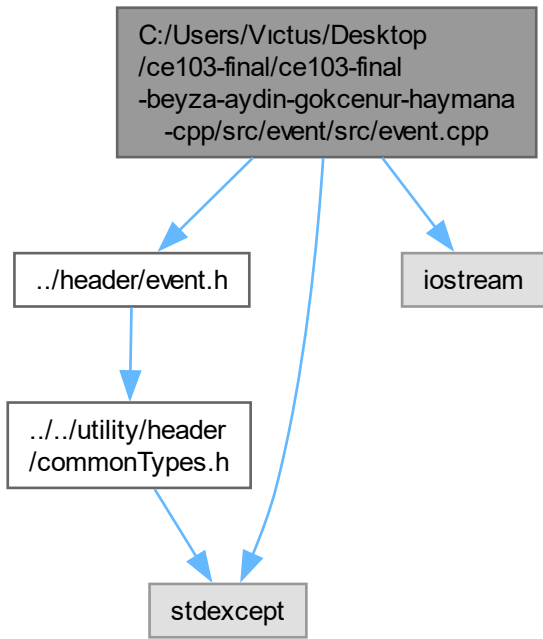 C:/Users/Vıctus/Desktop
/ce103-final/ce103-final
-beyza-aydin-gokcenur-haymana
-cpp/src/event/src/event.cpp
../header/event.h
iostream
../../utility/header
/commonTypes.h
stdexcept